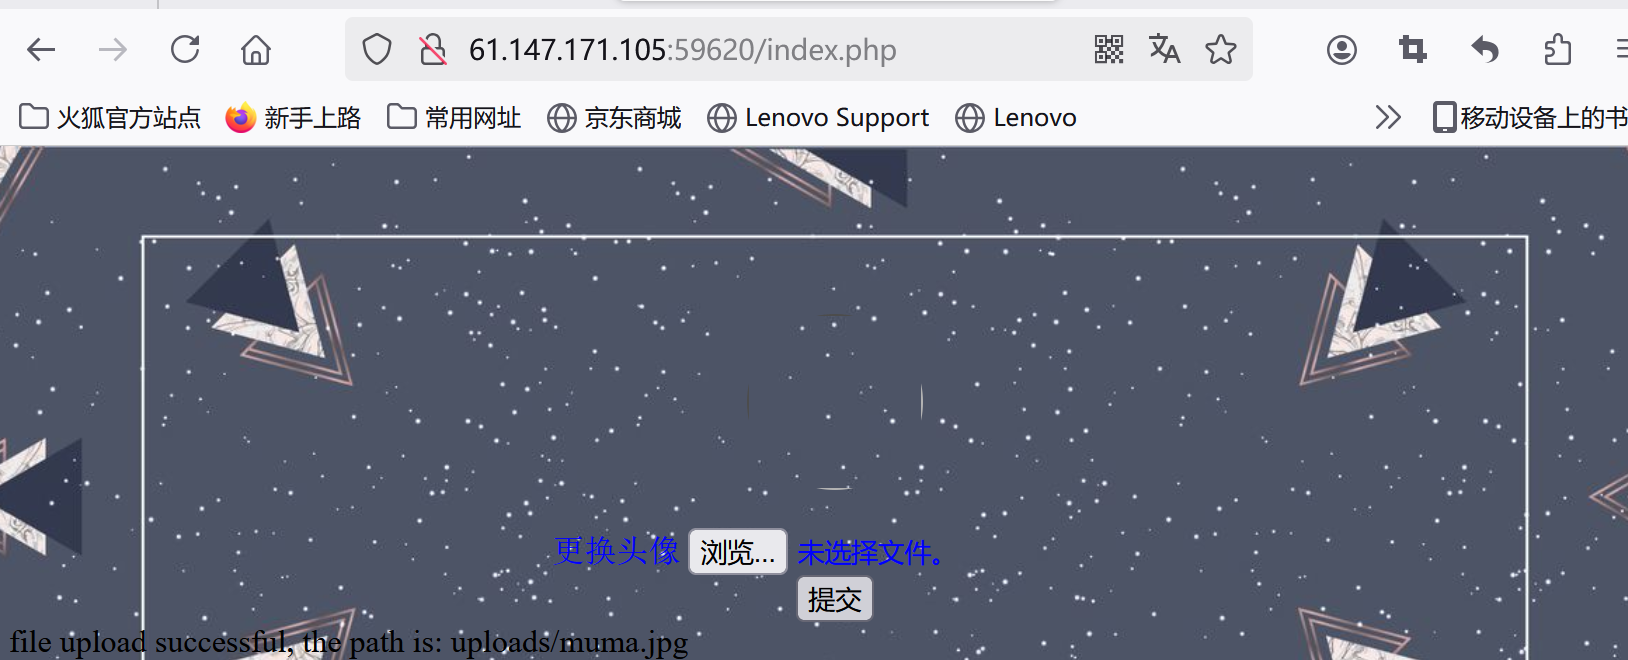 61.147.171.105:59620/index.php
火狐官方站点 新手上路 常用网址 京东商城 Lenovo Support Lenovo 移动设备上的书
更换头像 浏览... 未选择文件。
提交
file upload successful, the path is: uploads/muma.jpg